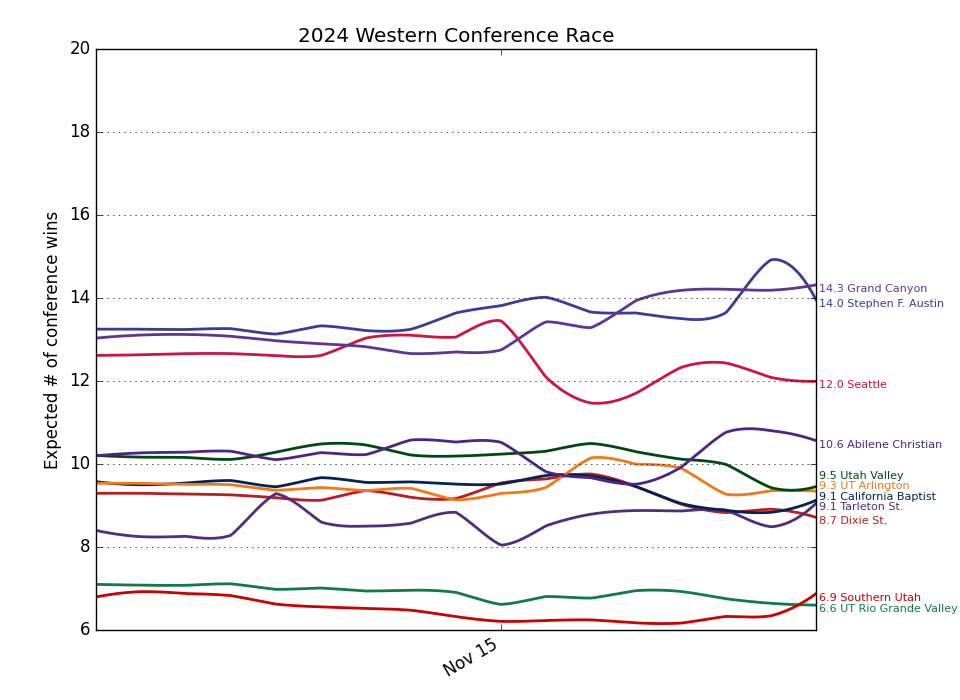 2024 Western Conference Race
Expected # of conference wins
20
18
16
14
12
10
8
6
Nov 15
14.3 Grand Canyon
14.0 Stephen F. Austin
12.0 Seattle
10.6 Abilene Christian
9.5 Utah Valley
9.3 UT Arlington
9.1 California Baptist
9.1 Tarleton St.
8.7 Dixie St.
6.9 Southern Utah
6.6 UT Rio Grande Valley